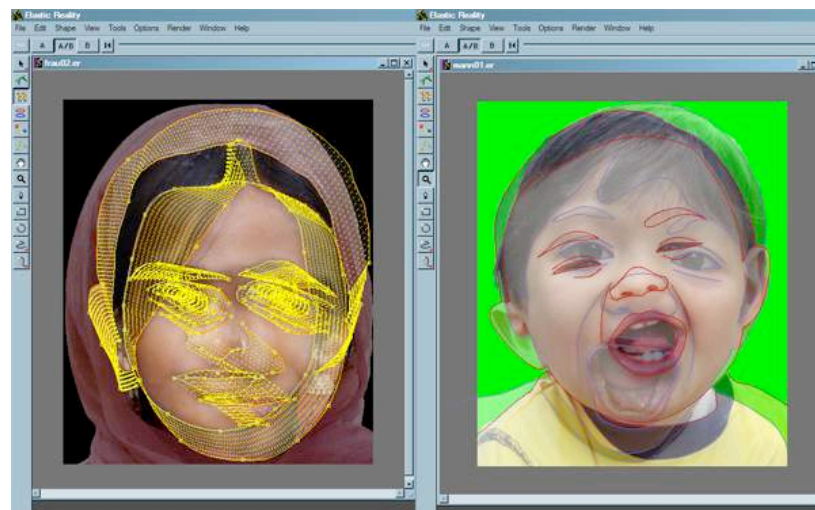 Elastic Reality
File Edit Shape View Tools Options Render Window Help
A A/B B
frau02.er
Elastic Reality
File Edit Shape View Tools Options Render Window Help
A A/B B
mann01.er